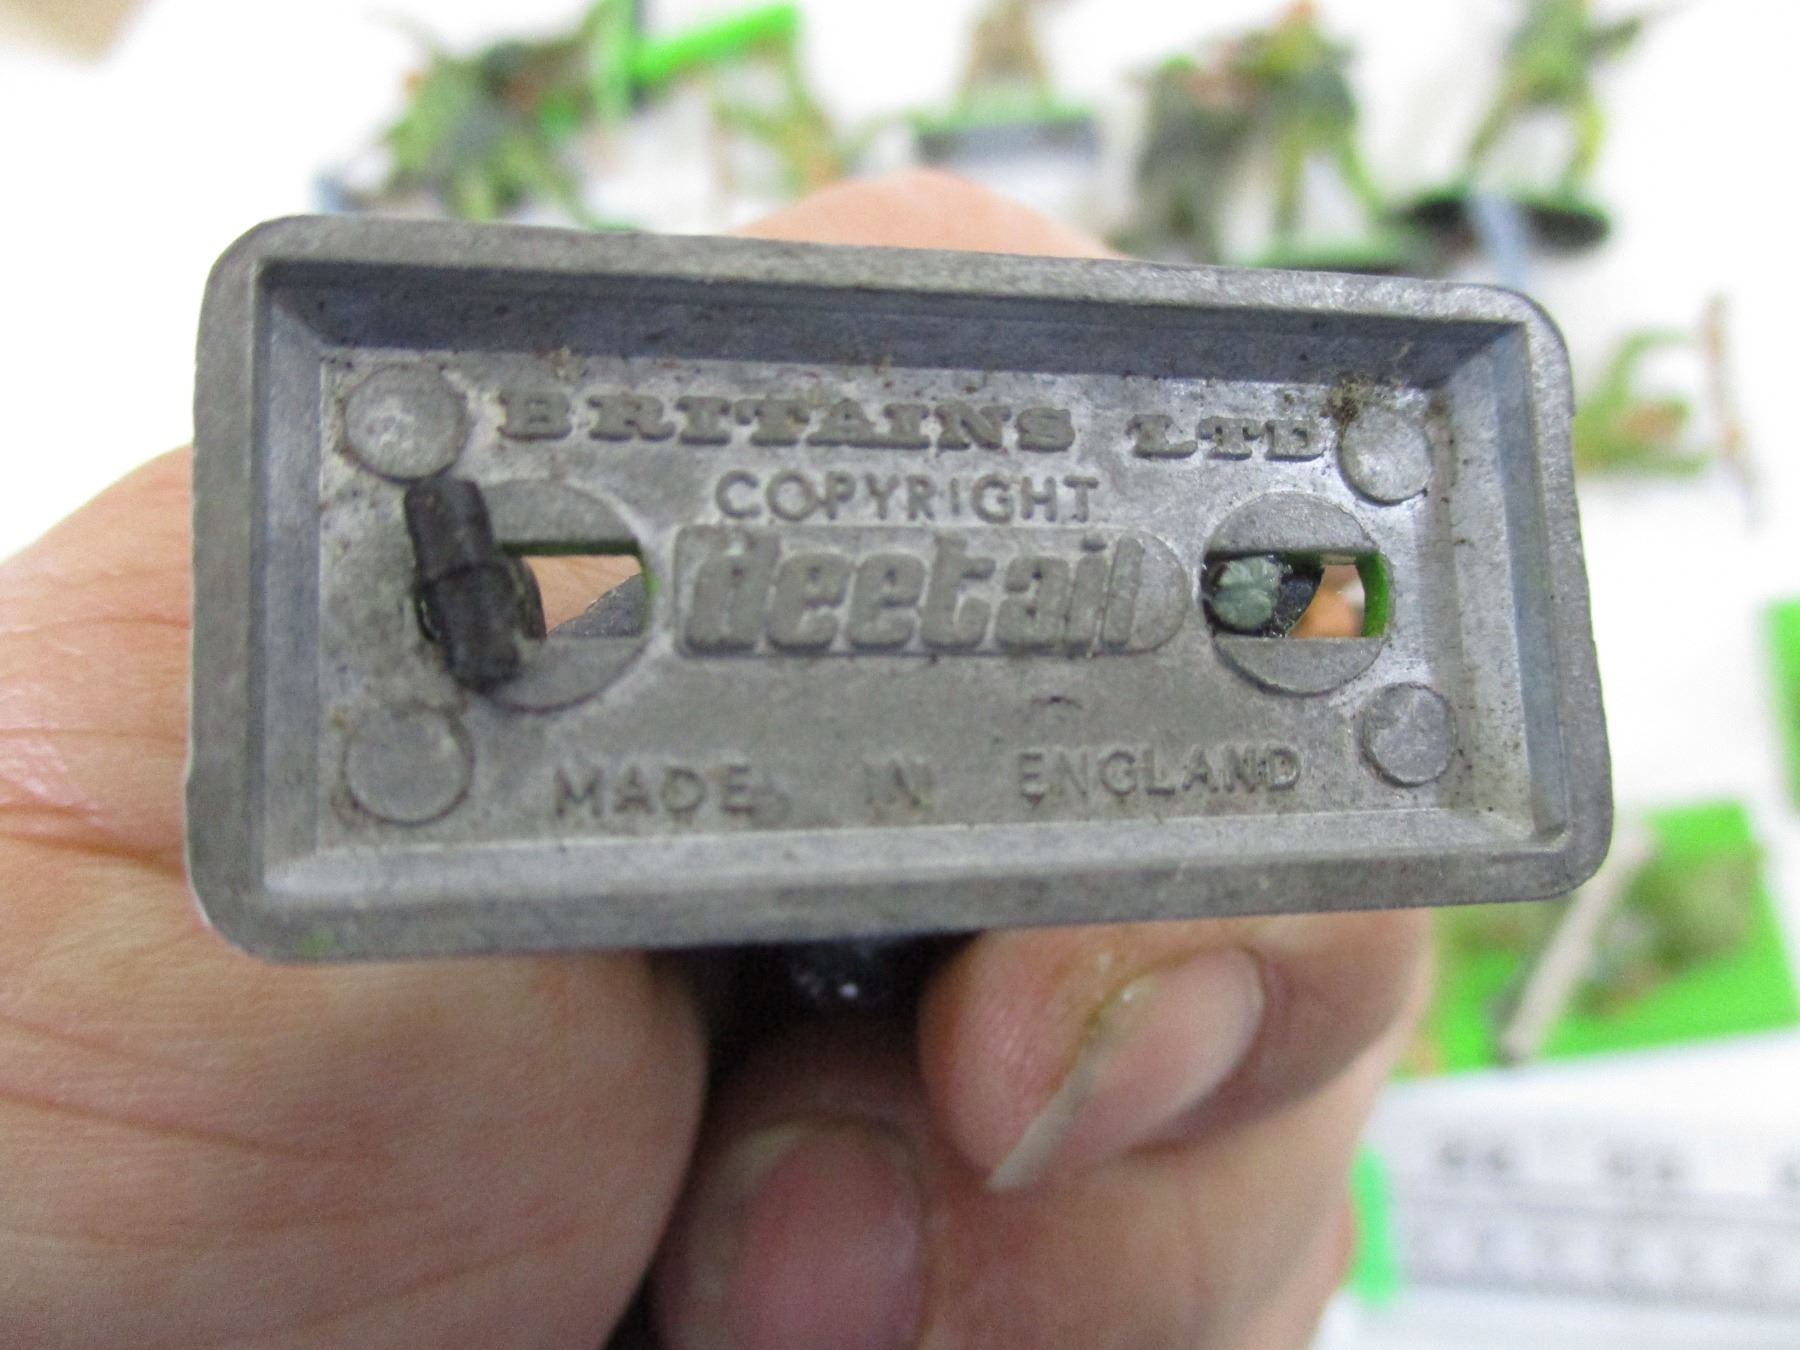 BRITAINS LTD
COPYRIGHT
deetail
MADE IN ENGLAND